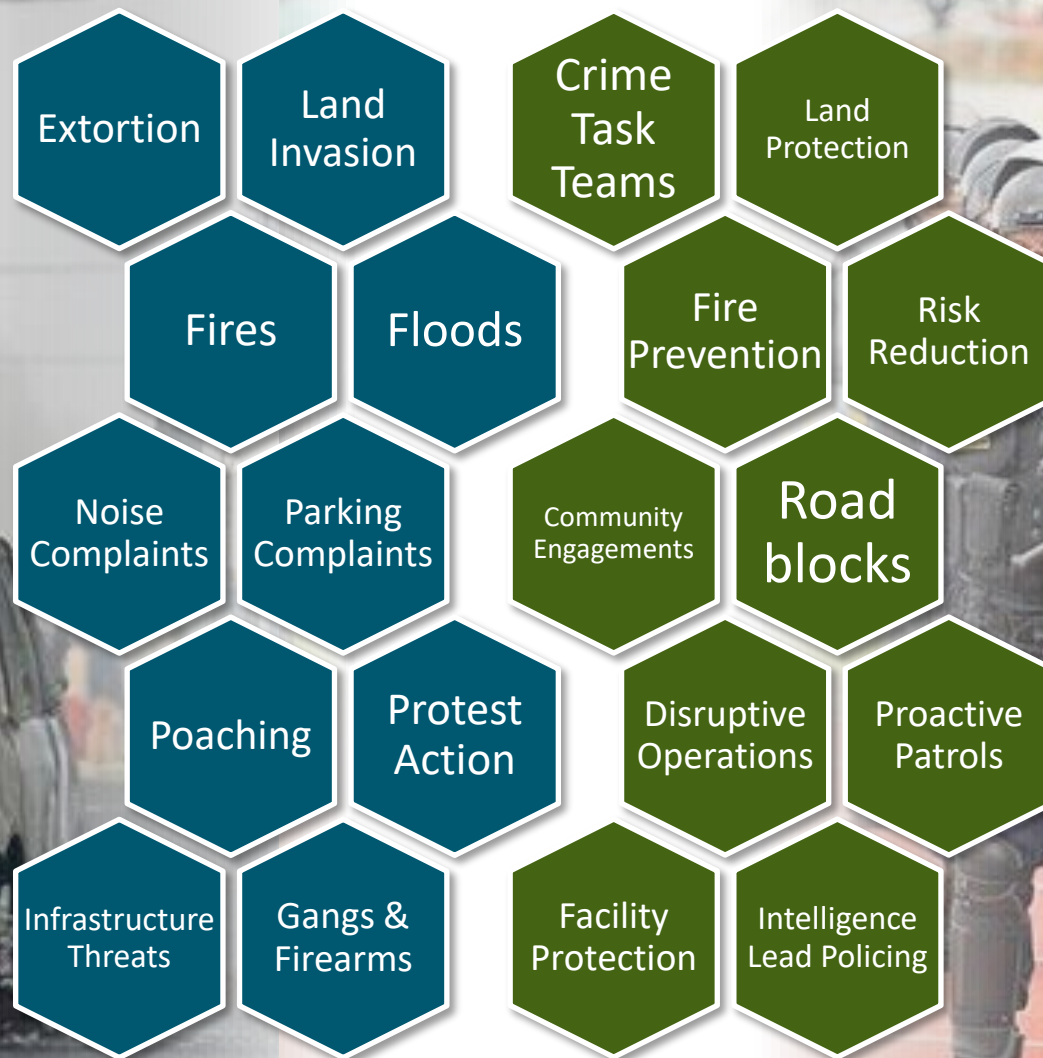 Extortion
Land
Invasion
Fires
Floods
Noise
Complaints
Parking
Complaints
Poaching
Protest
Action
Infrastructure
Threats
Gangs &
Firearms
Crime
Task
Teams
Land
Protection
Fire
Prevention
Risk
Reduction
Community
Engagements
Road
blocks
Disruptive
Operations
Proactive
Patrols
Facility
Protection
Intelligence
Lead Policing